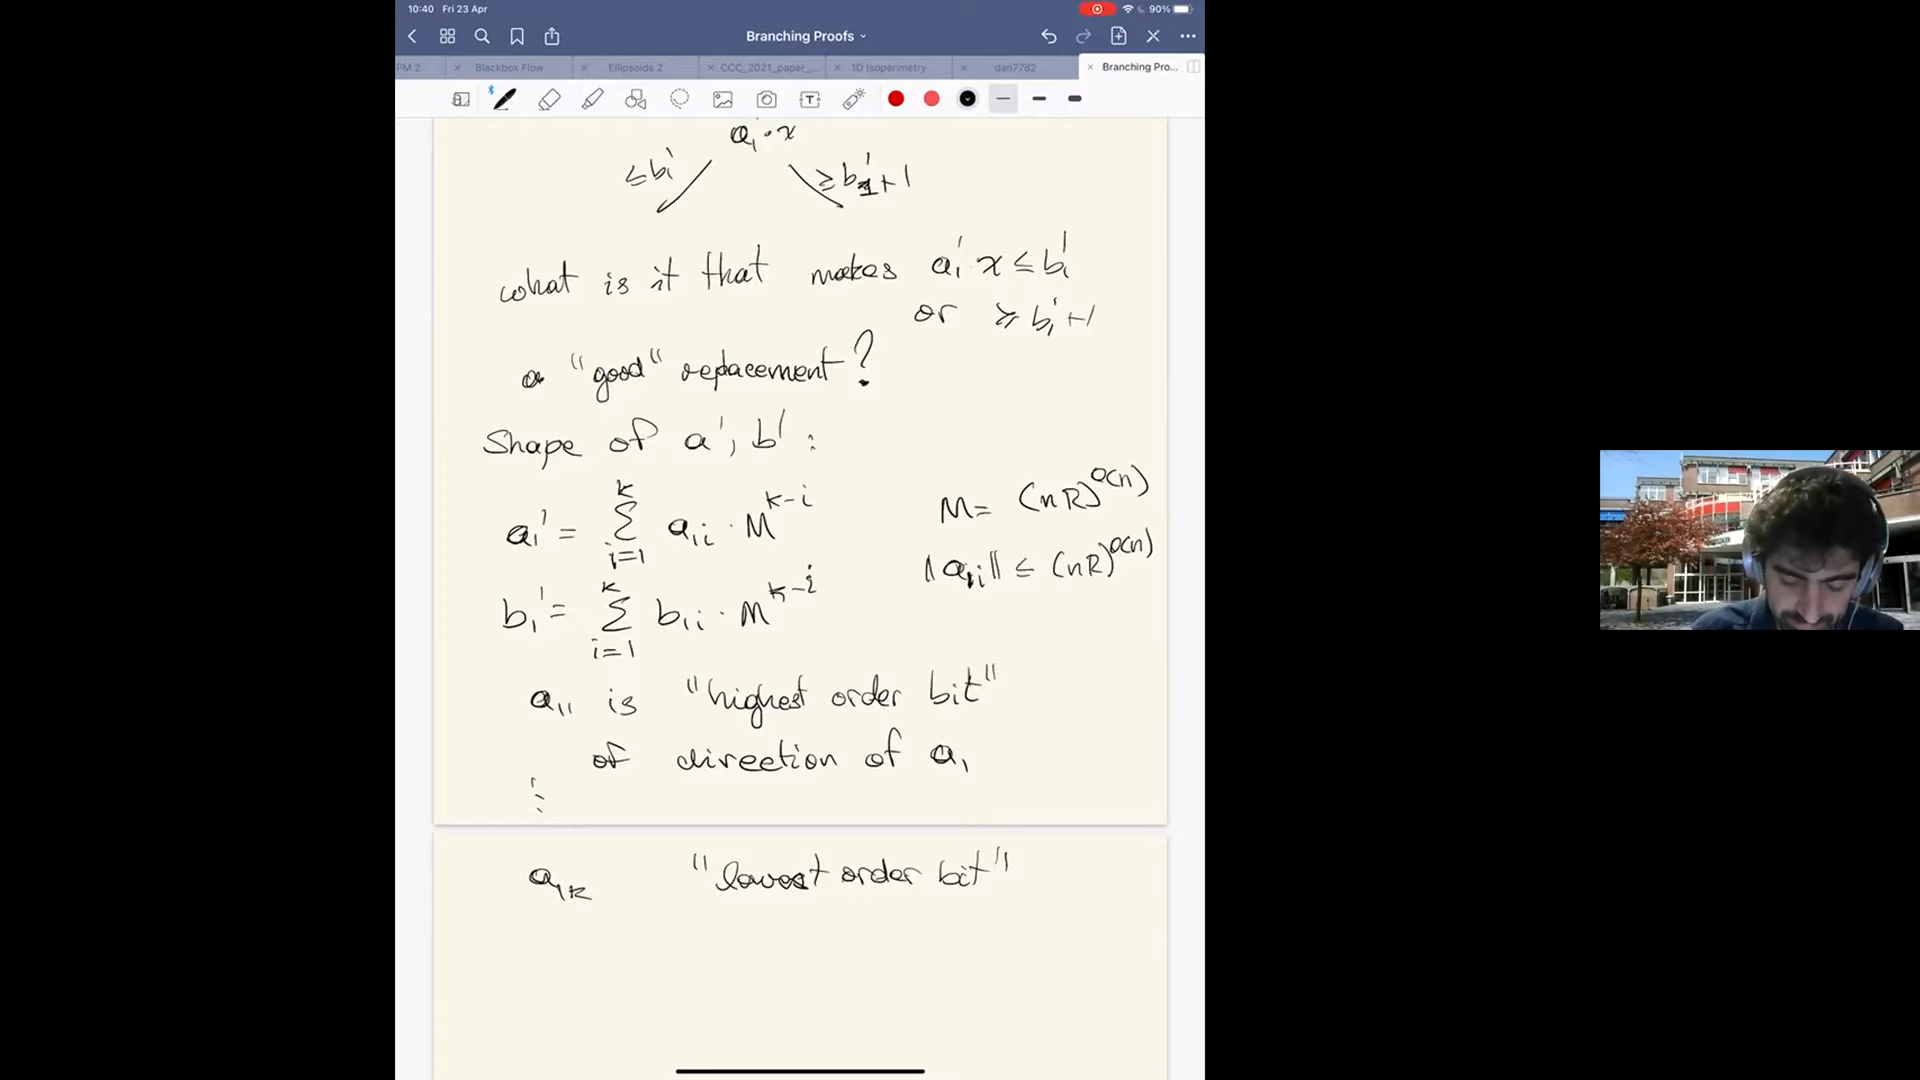 10:40 Fri 23 Apr
90%
Branching Proofs
PM 2
Blackbox Flow
Ellipsoids 2
CCC_2021_paper_...
1D Isoperimetry
dan7782
Branching Pro...
a₁'·x
≤b₁'
≥b₁'+1
what is it that makes a₁'x ≤ b₁'
or ≥ b₁'+1
a "good" replacement?
Shape of a', b' :
a₁' = Σ_{i=1}^{k} a₁ᵢ · M^{k-i}
M = (nR)^{O(n)}
b₁' = Σ_{i=1}^{k} b₁ᵢ · M^{k-i}
‖a₁ᵢ‖ ≤ (nR)^{O(n)}
a₁₁ is "highest order bit"
of direction of a₁
⋮
a₁ₖ "lowest order bit"